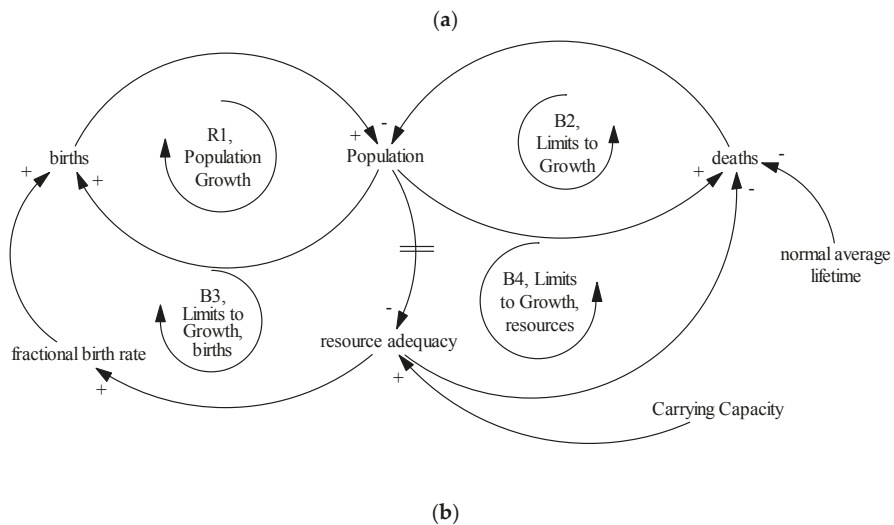 (a)
R1,
Population
Growth
B2,
Limits to
Growth
births
+
+
+
-
Population
deaths
+
-
-
normal average
lifetime
B3,
Limits to
Growth,
births
B4, Limits
to Growth,
resources
-
fractional birth rate
+
resource adequacy
+
Carrying Capacity
(b)